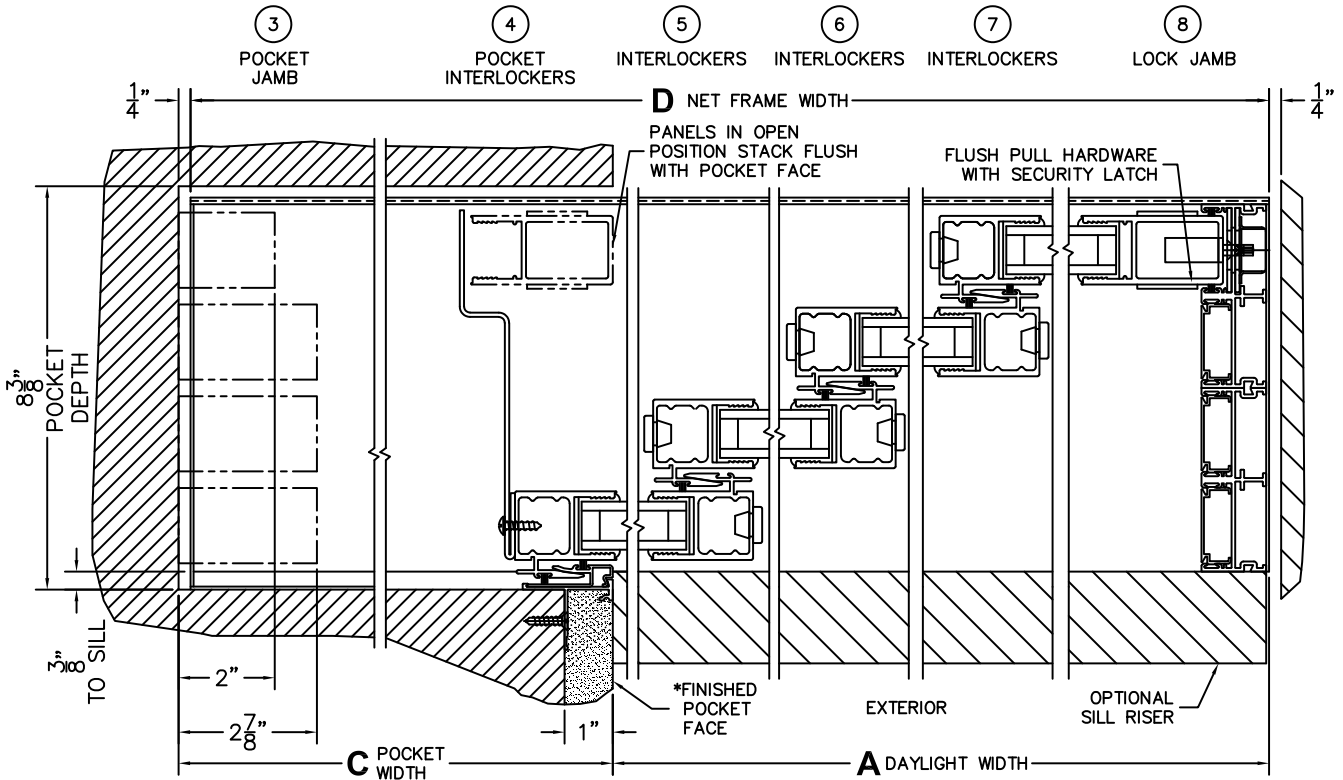 3
POCKET
JAMB
4
POCKET
INTERLOCKERS
5
INTERLOCKERS
6
INTERLOCKERS
7
INTERLOCKERS
8
LOCK JAMB
1/4"
D NET FRAME WIDTH
1/4"
PANELS IN OPEN
POSITION STACK FLUSH
WITH POCKET FACE
FLUSH PULL HARDWARE
WITH SECURITY LATCH
8 3/8"
POCKET
DEPTH
3/8"
TO SILL
2"
2 7/8"
1"
*FINISHED
POCKET
FACE
EXTERIOR
OPTIONAL
SILL RISER
C POCKET
WIDTH
A DAYLIGHT WIDTH